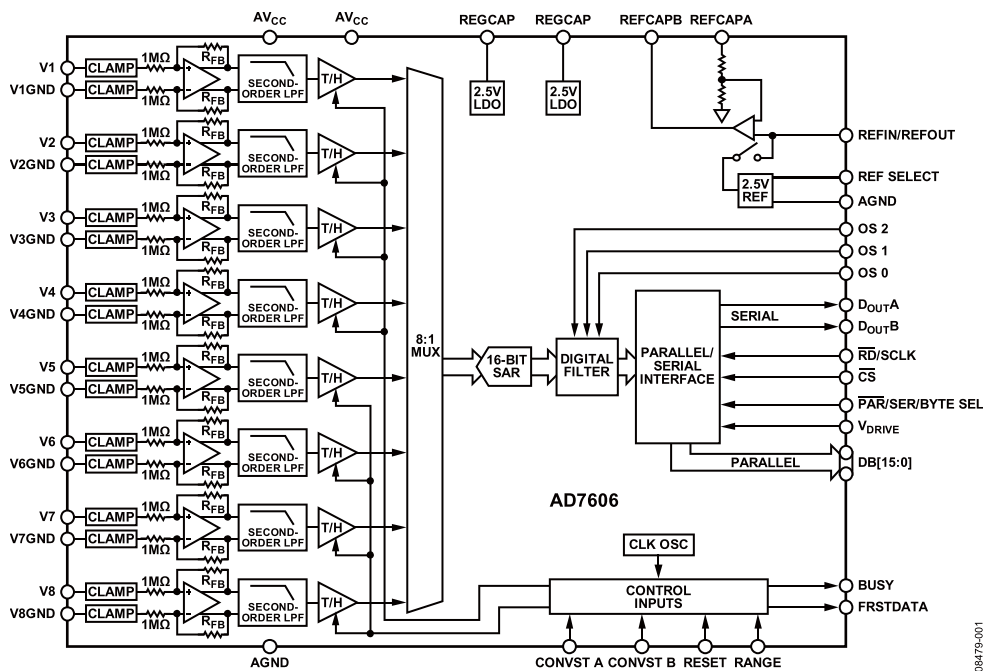 AVCC
AVCC
REGCAP
REGCAP
REFCAPB
REFCAPA
V1
CLAMP
1MΩ
RFB
V1GND
CLAMP
1MΩ
RFB
SECOND-
ORDER LPF
T/H
V2
CLAMP
1MΩ
RFB
V2GND
CLAMP
1MΩ
RFB
SECOND-
ORDER LPF
T/H
V3
CLAMP
1MΩ
RFB
V3GND
CLAMP
1MΩ
RFB
SECOND-
ORDER LPF
T/H
V4
CLAMP
1MΩ
RFB
V4GND
CLAMP
1MΩ
RFB
SECOND-
ORDER LPF
T/H
V5
CLAMP
1MΩ
RFB
V5GND
CLAMP
1MΩ
RFB
SECOND-
ORDER LPF
T/H
V6
CLAMP
1MΩ
RFB
V6GND
CLAMP
1MΩ
RFB
SECOND-
ORDER LPF
T/H
V7
CLAMP
1MΩ
RFB
V7GND
CLAMP
1MΩ
RFB
SECOND-
ORDER LPF
T/H
V8
CLAMP
1MΩ
RFB
V8GND
CLAMP
1MΩ
RFB
SECOND-
ORDER LPF
T/H
8:1
MUX
2.5V
LDO
2.5V
LDO
2.5V
REF
REFIN/REFOUT
REF SELECT
AGND
OS 2
OS 1
OS 0
16-BIT
SAR
DIGITAL
FILTER
PARALLEL/
SERIAL
INTERFACE
SERIAL
DOUTA
DOUTB
RD/SCLK
CS
PAR/SER/BYTE SEL
VDRIVE
PARALLEL
DB[15:0]
AD7606
CLK OSC
CONTROL
INPUTS
BUSY
FRSTDATA
AGND
CONVST A
CONVST B
RESET
RANGE
08479-001